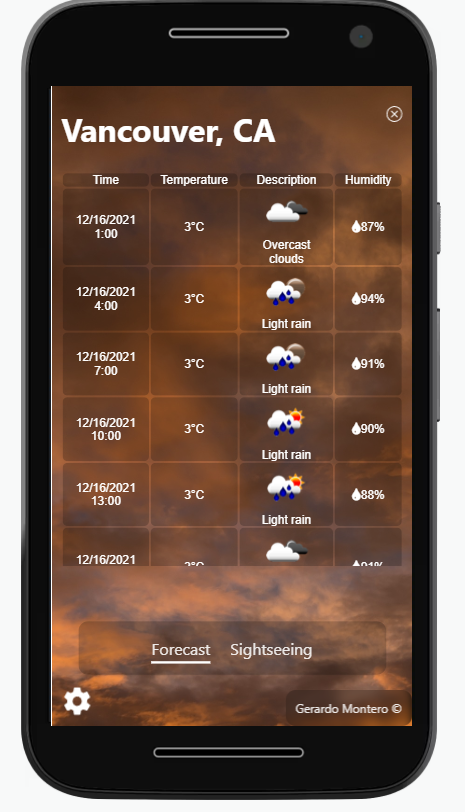 Vancouver, CA
Time Temperature Description Humidity
12/16/2021
1:00
3°C
Overcast
clouds
87%
12/16/2021
4:00
3°C
Light rain
94%
12/16/2021
7:00
3°C
Light rain
91%
12/16/2021
10:00
3°C
Light rain
90%
12/16/2021
13:00
3°C
Light rain
88%
12/16/2021
3°C
91%
Forecast Sightseeing
Gerardo Montero ©